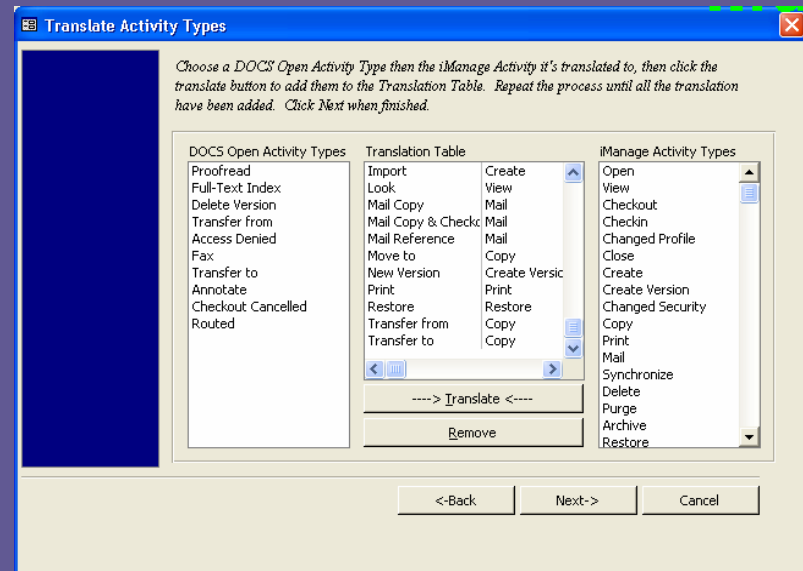 Translate Activity Types
Choose a DOCS Open Activity Type then the iManage Activity it's translated to, then click the
translate button to add them to the Translation Table. Repeat the process until all the translation
have been added. Click Next when finished.
DOCS Open Activity Types
Proofread
Full-Text Index
Delete Version
Transfer from
Access Denied
Fax
Transfer to
Annotate
Checkout Cancelled
Routed
Translation Table
Import Create
Look View
Mail Copy Mail
Mail Copy & Checkc Mail
Mail Reference Mail
Move to Copy
New Version Create Versic
Print Print
Restore Restore
Transfer from Copy
Transfer to Copy
----> Translate <----
Remove
iManage Activity Types
Open
View
Checkout
Checkin
Changed Profile
Close
Create
Create Version
Changed Security
Copy
Print
Mail
Synchronize
Delete
Purge
Archive
Restore
<-Back Next-> Cancel